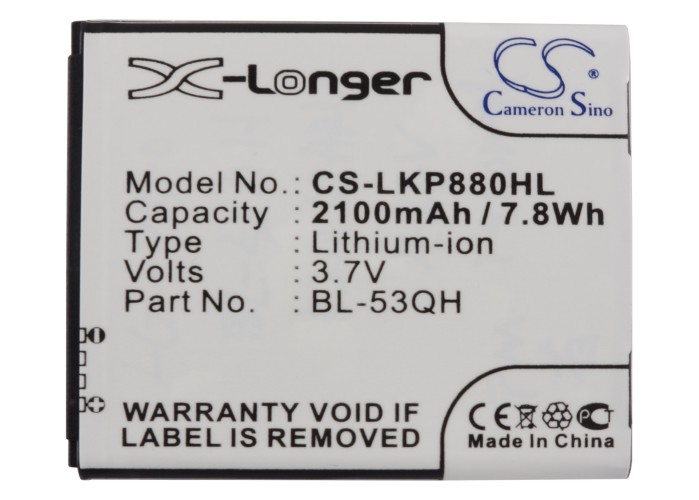 X-Longer
CS ®
Cameron Sino
Model No.: CS-LKP880HL
Capacity : 2100mAh / 7.8Wh
Type : Lithium-ion
Volts : 3.7V
Part No. : BL-53QH
WARRANTY VOID IF
LABEL IS REMOVED.
CE PCT
Made In China